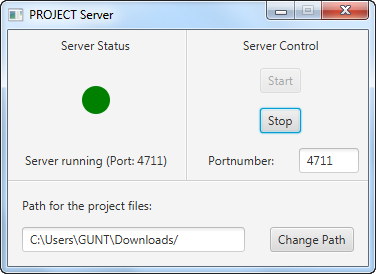 PROJECT Server
Server Status
Server Control
Start
Stop
Server running (Port: 4711)
Portnumber:
4711
Path for the project files:
C:\Users\GUNT\Downloads/
Change Path